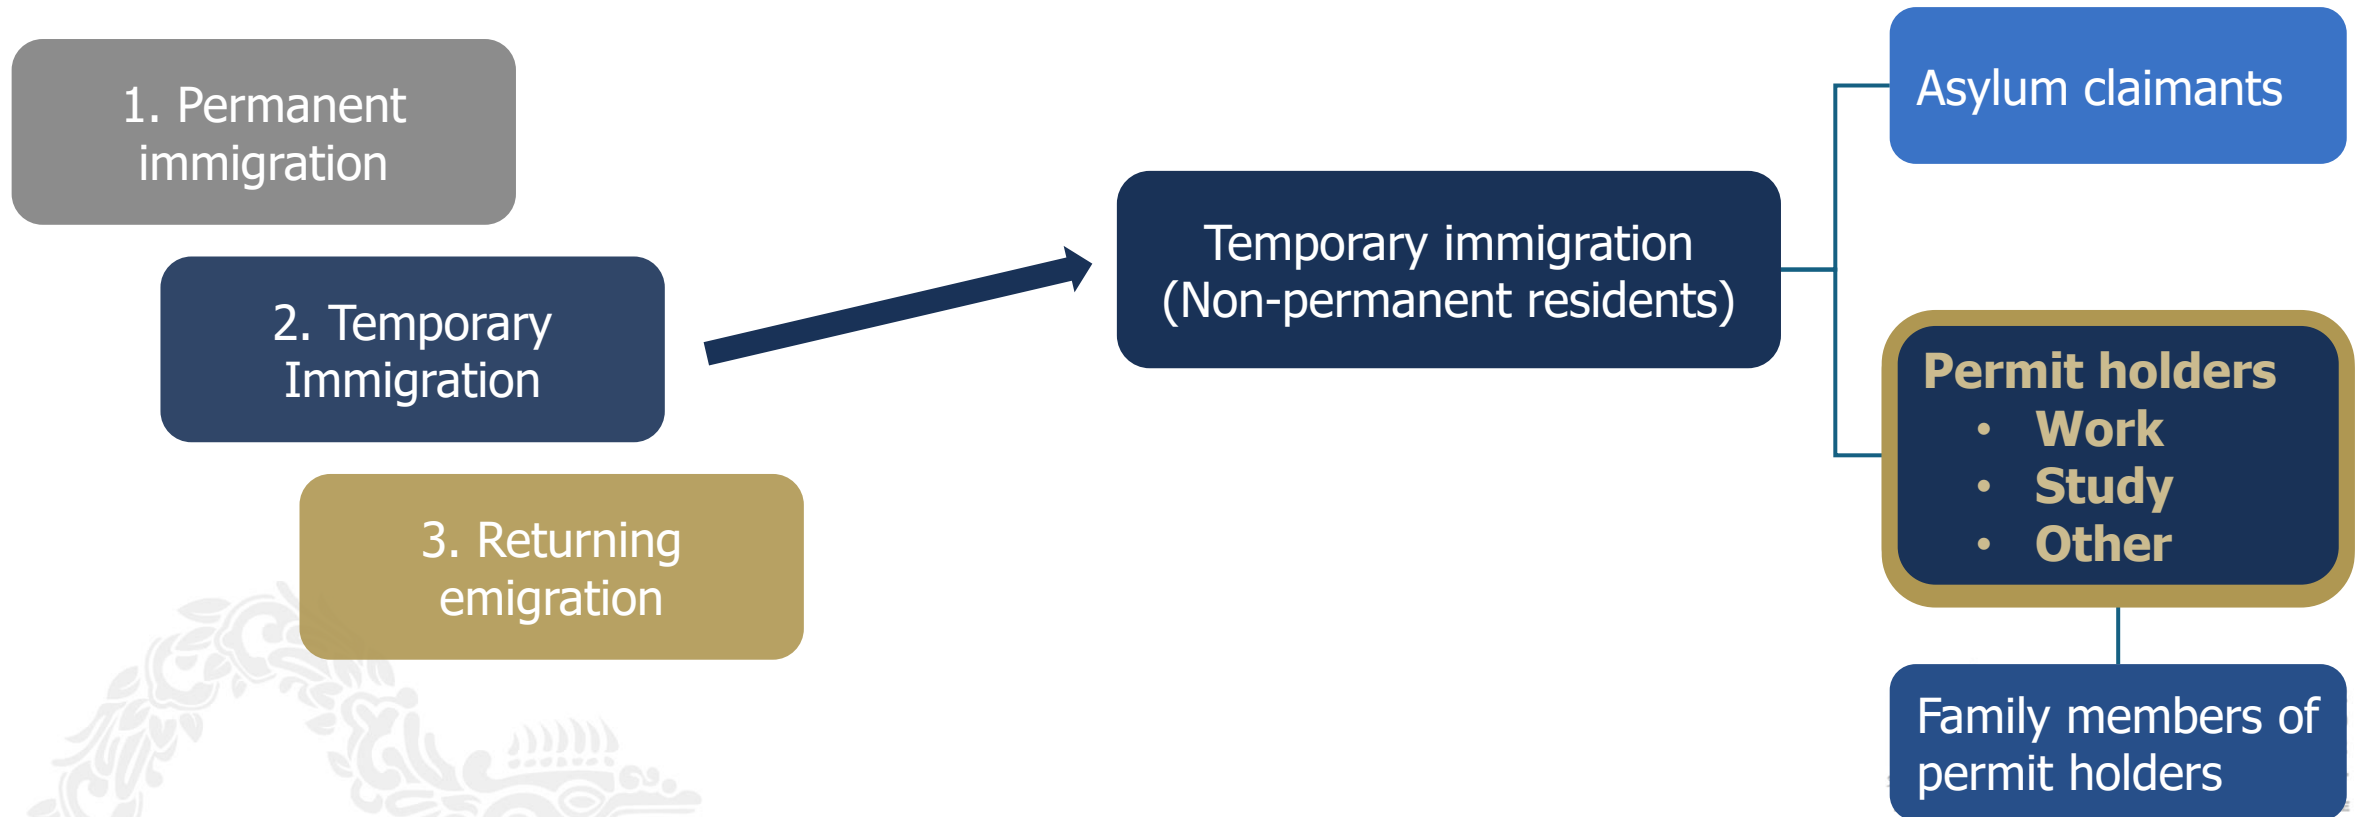 1. Permanent
immigration
2. Temporary
Immigration
3. Returning
emigration
Temporary immigration
(Non-permanent residents)
Asylum claimants
Permit holders
• Work
• Study
• Other
Family members of
permit holders